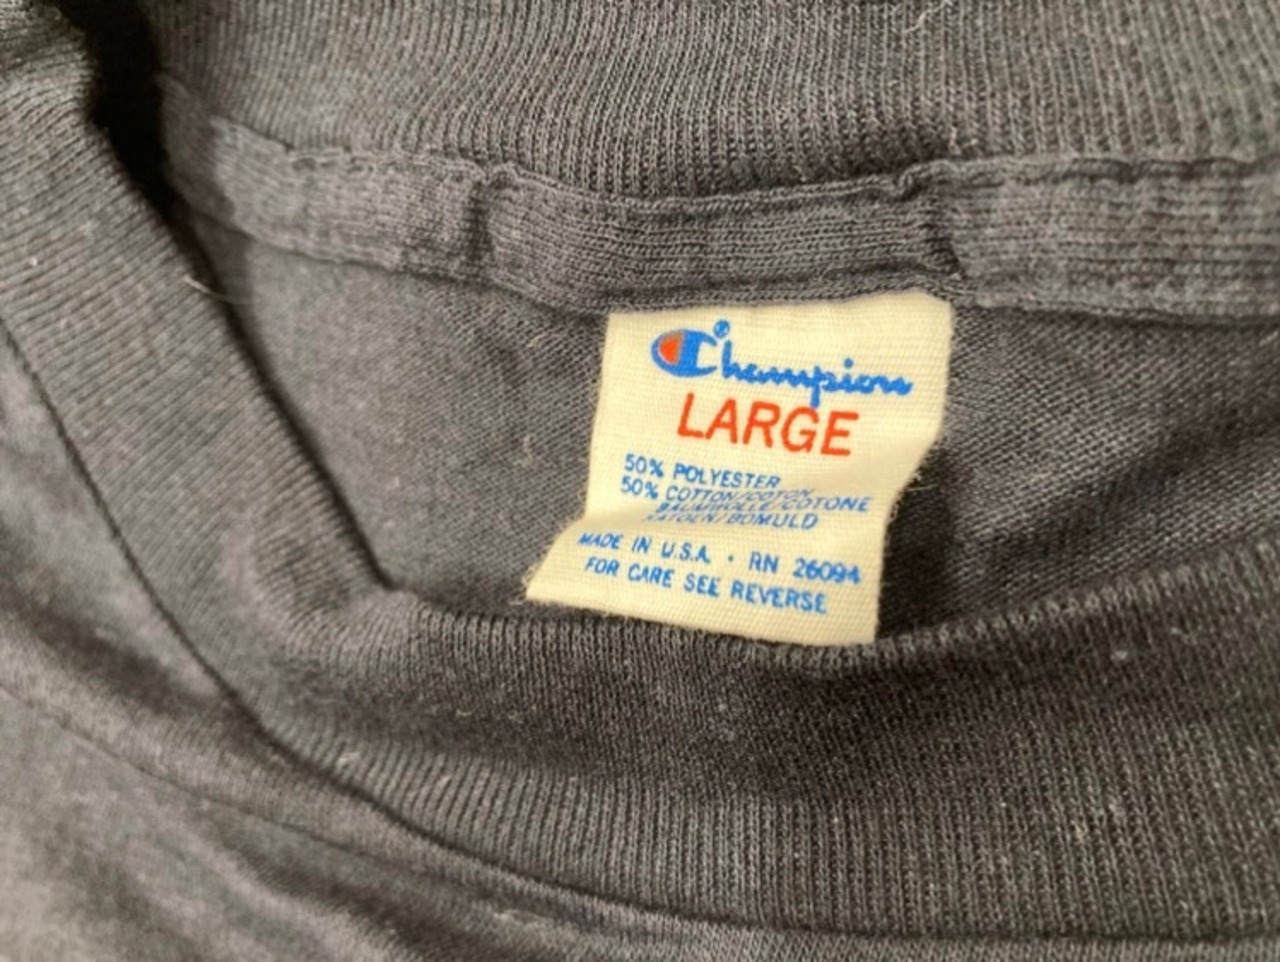 Champion®
LARGE
50% POLYESTER
50% COTTON/COTON
BAUMWOLLE/COTONE
KATOEN/BOMULD
MADE IN U.S.A. • RN 26094
FOR CARE SEE REVERSE